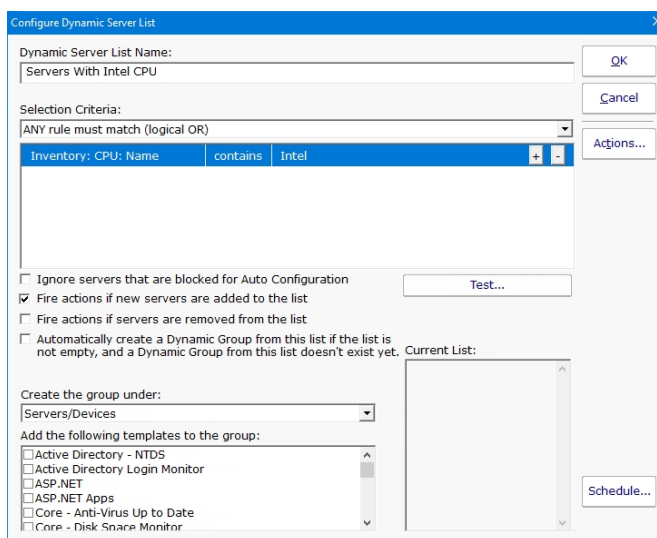 Configure Dynamic Server List
Dynamic Server List Name:
Servers With Intel CPU
OK
Cancel
Selection Criteria:
ANY rule must match (logical OR)
Actions...
Inventory: CPU: Name contains Intel + -
Ignore servers that are blocked for Auto Configuration
Test...
Fire actions if new servers are added to the list
Fire actions if servers are removed from the list
Automatically create a Dynamic Group from this list if the list is
not empty, and a Dynamic Group from this list doesn't exist yet.
Current List:
Create the group under:
Servers/Devices
Add the following templates to the group:
Active Directory - NTDS
Active Directory Login Monitor
ASP.NET
ASP.NET Apps
Core - Anti-Virus Up to Date
Core - Disk Space Monitor
Schedule...